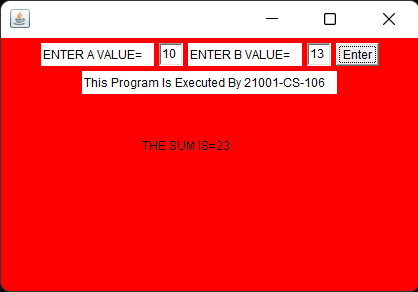 ENTER A VALUE= 10 ENTER B VALUE= 13 Enter
This Program Is Executed By 21001-CS-106
THE SUM IS=23